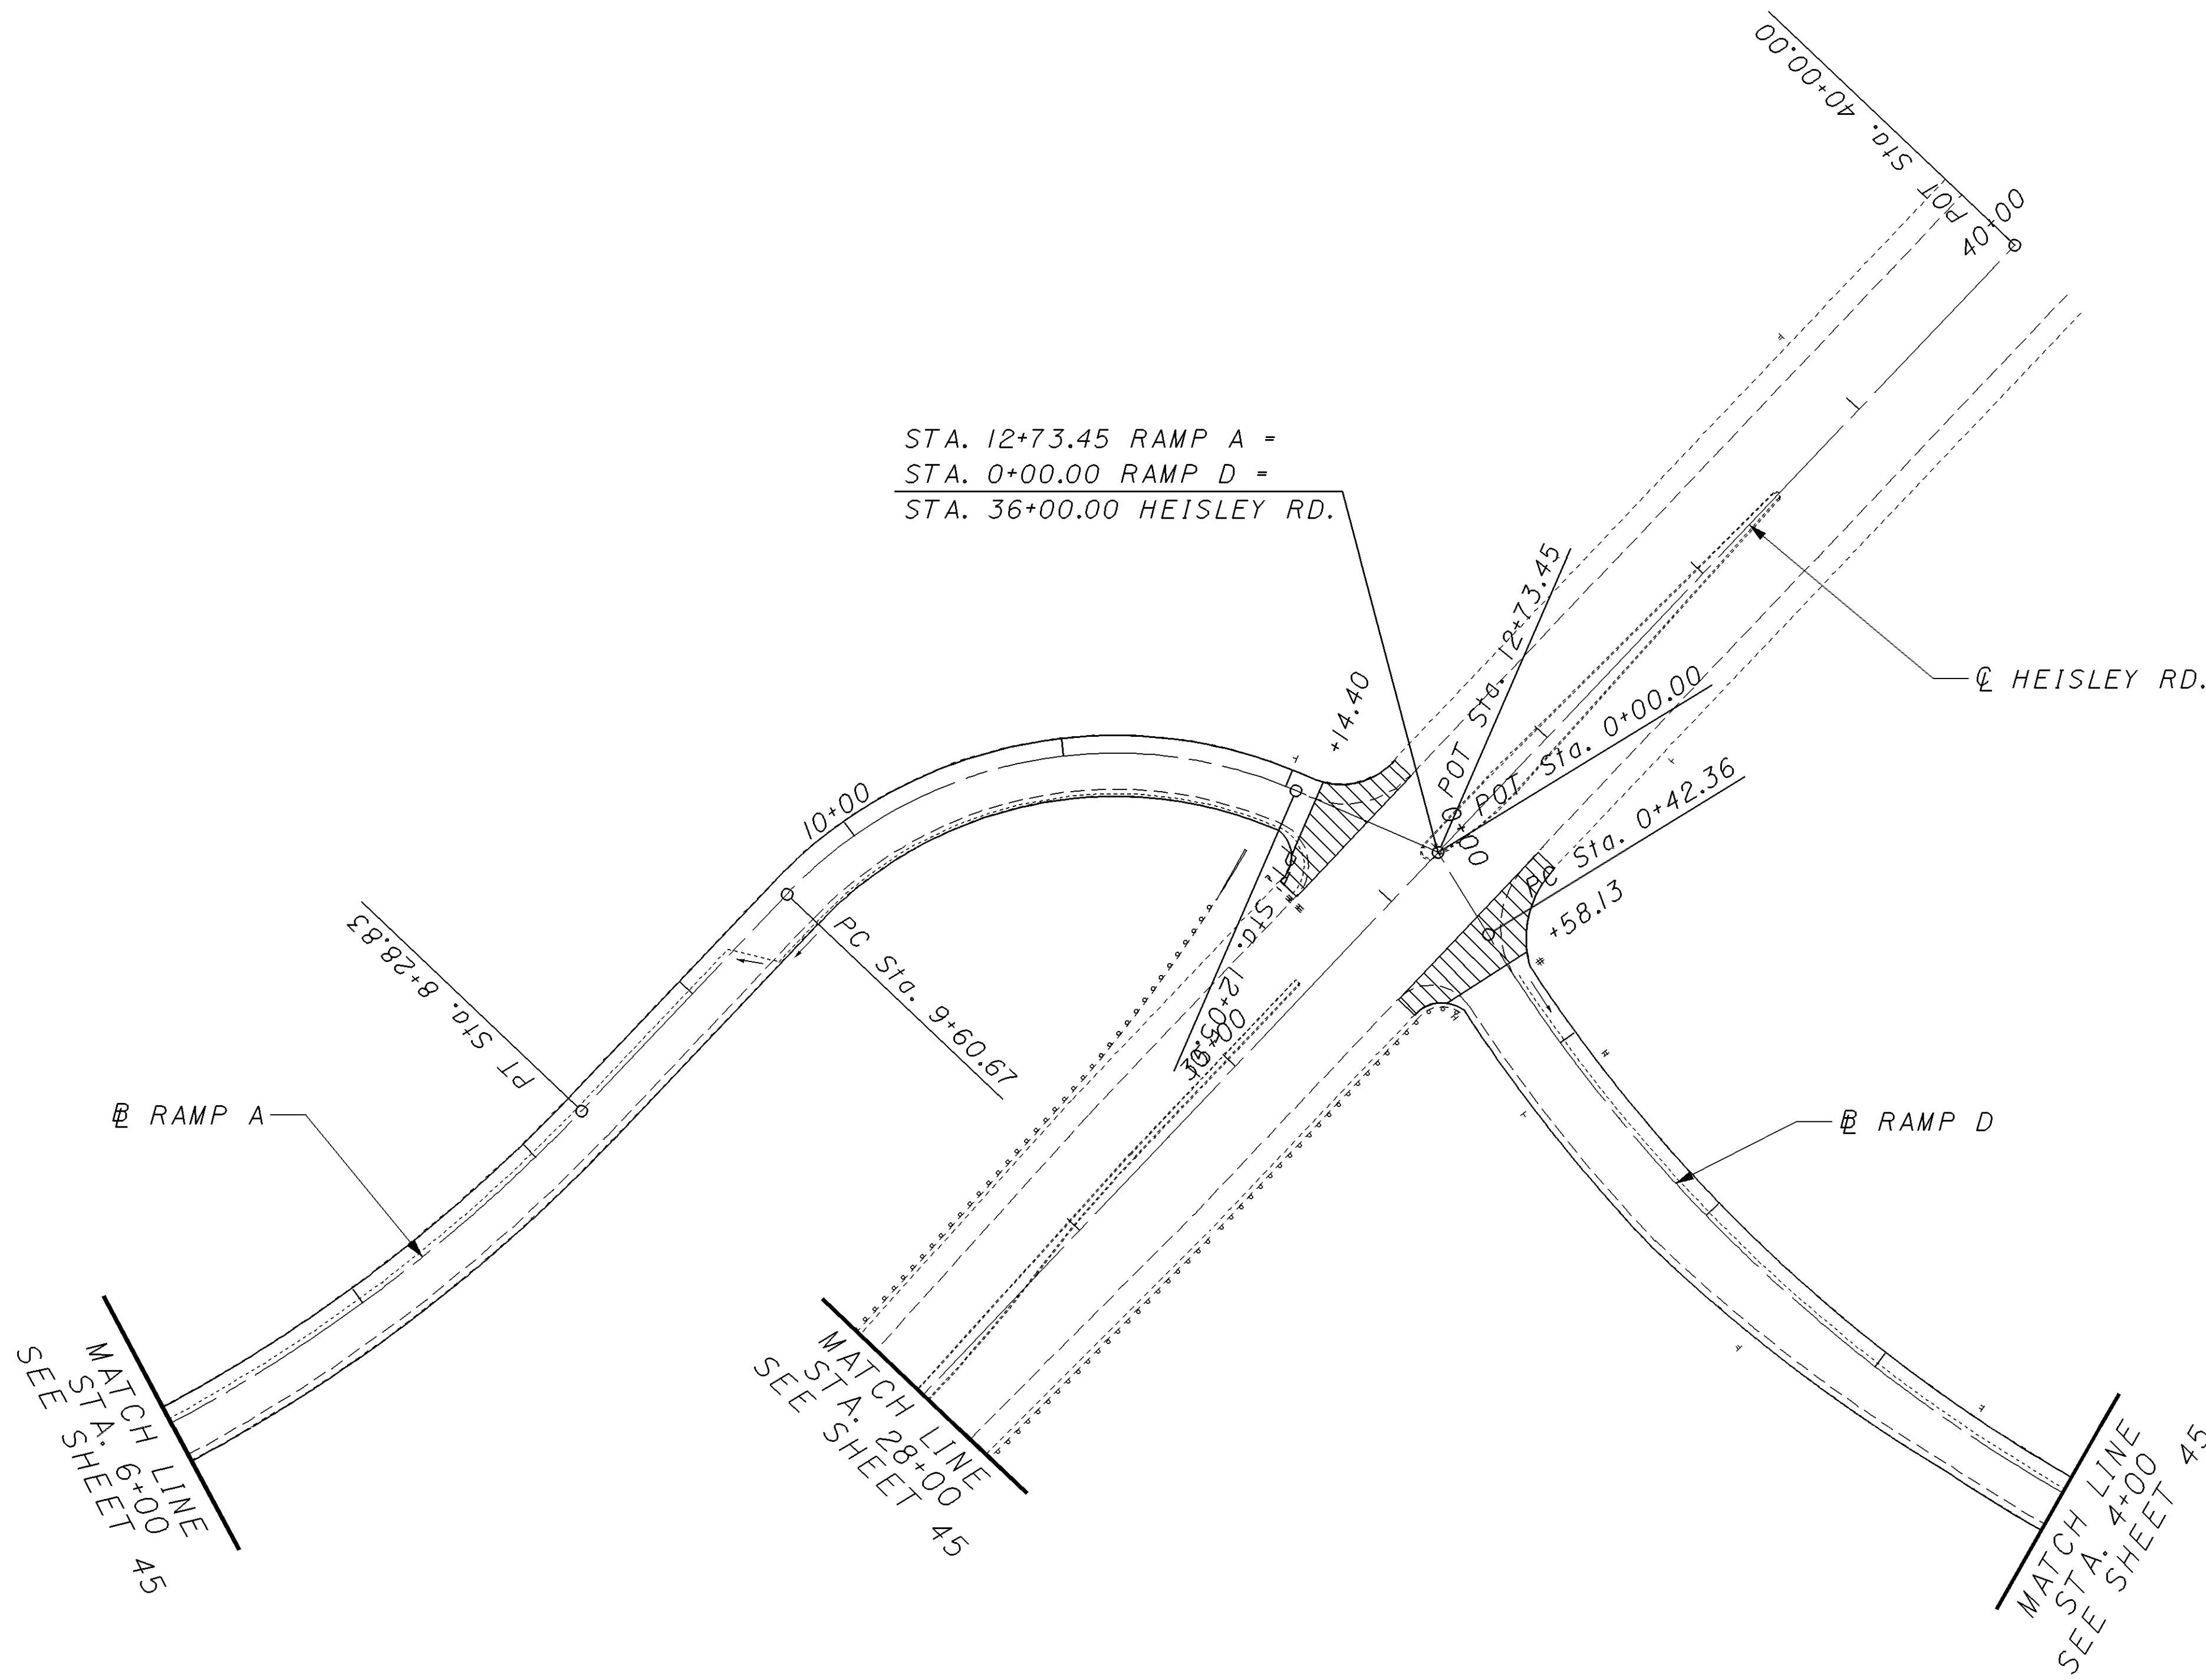 POT Sta. 40+00.00
40+00
STA. 12+73.45 RAMP A =
STA. 0+00.00 RAMP D =
STA. 36+00.00 HEISLEY RD.
POT Sta. 12+73.45
+14.40
℄ HEISLEY RD.
POT Sta. 0+00.00
PC Sta. 0+42.36
+58.13
10+00
PT Sta. 8+28.83
PC Sta. 9+60.97
PT Sta. 12+05.50
℄ RAMP A
℄ RAMP D
MATCH LINE
STA. 6+00
SEE SHEET 45
MATCH LINE
STA. 28+00
SEE SHEET 45
MATCH LINE
STA. 4+00
SEE SHEET 45